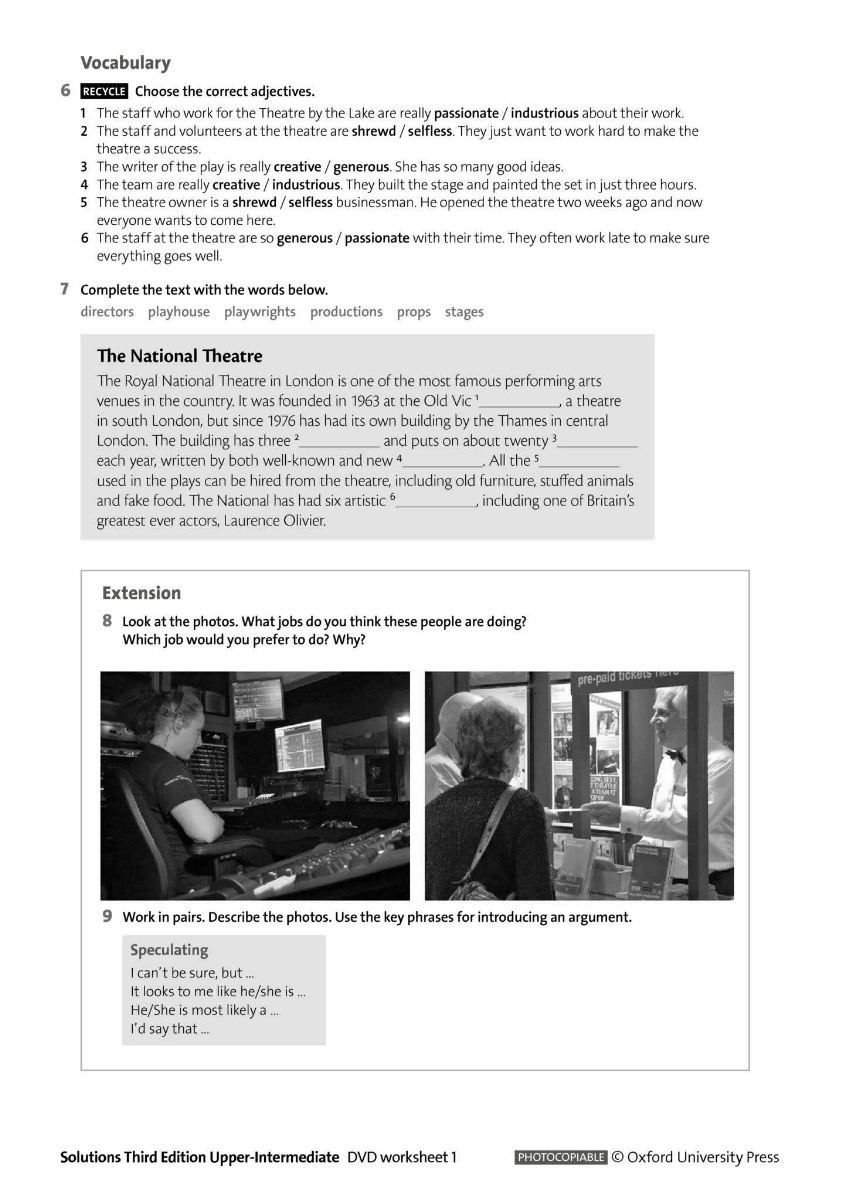 Vocabulary
6 RECYCLE Choose the correct adjectives.
1 The staff who work for the Theatre by the Lake are really passionate / industrious about their work.
2 The staff and volunteers at the theatre are shrewd / selfless. They just want to work hard to make the
theatre a success.
3 The writer of the play is really creative / generous. She has so many good ideas.
4 The team are really creative / industrious. They built the stage and painted the set in just three hours.
5 The theatre owner is a shrewd / selfless businessman. He opened the theatre two weeks ago and now
everyone wants to come here.
6 The staff at the theatre are so generous / passionate with their time. They often work late to make sure
everything goes well.
7 Complete the text with the words below.
directors playhouse playwrights productions props stages
The National Theatre
The Royal National Theatre in London is one of the most famous performing arts
venues in the country. It was founded in 1963 at the Old Vic ¹__________, a theatre
in south London, but since 1976 has had its own building by the Thames in central
London. The building has three ²__________ and puts on about twenty ³__________
each year, written by both well-known and new ⁴__________. All the ⁵__________
used in the plays can be hired from the theatre, including old furniture, stuffed animals
and fake food. The National has had six artistic ⁶__________, including one of Britain's
greatest ever actors, Laurence Olivier.
Extension
8 Look at the photos. What jobs do you think these people are doing?
Which job would you prefer to do? Why?
pre-paid tickets here
9 Work in pairs. Describe the photos. Use the key phrases for introducing an argument.
Speculating
I can't be sure, but ...
It looks to me like he/she is ...
He/She is most likely a ...
I'd say that ...
Solutions Third Edition Upper-Intermediate DVD worksheet 1
PHOTOCOPIABLE © Oxford University Press